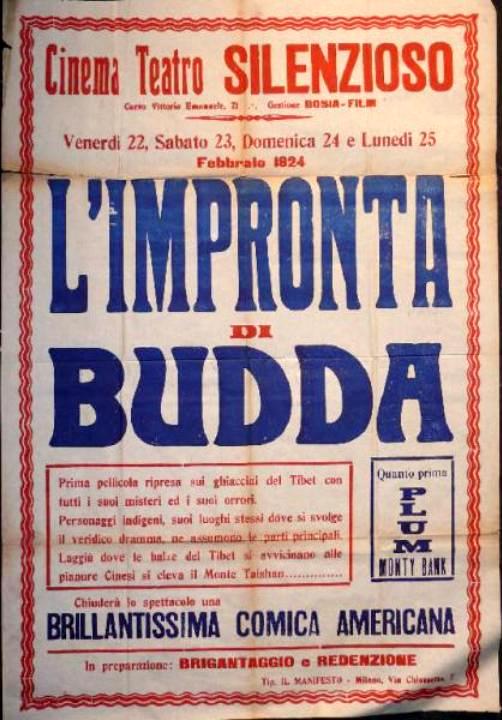 Cinema Teatro SILENZIOSO
Corso Vittorio Emanuele, 21 Gestione BOSIA-FILM
Venerdì 22, Sabato 23, Domenica 24 e Lunedì 25
Febbraio 1924
L'IMPRONTA
DI
BUDDA
Prima pellicola ripresa sui ghiaccini del Tibet con
tutti i suoi misteri ed i suoi orrori.
Personaggi indigeni, suoi luoghi stessi dove si svolge
il veridico dramma, ne assumono le parti principali.
Laggiù dove le balze del Tibet si avvicinano alle
pianure Cinesi si eleva il Monte Taishan.............
Quanto prima
PLUM
MONTY BANK
Chiuderà lo spettacolo una
BRILLANTISSIMA COMICA AMERICANA
In preparazione: BRIGANTAGGIO e REDENZIONE
Tip. IL MANIFESTO - Milano, Via